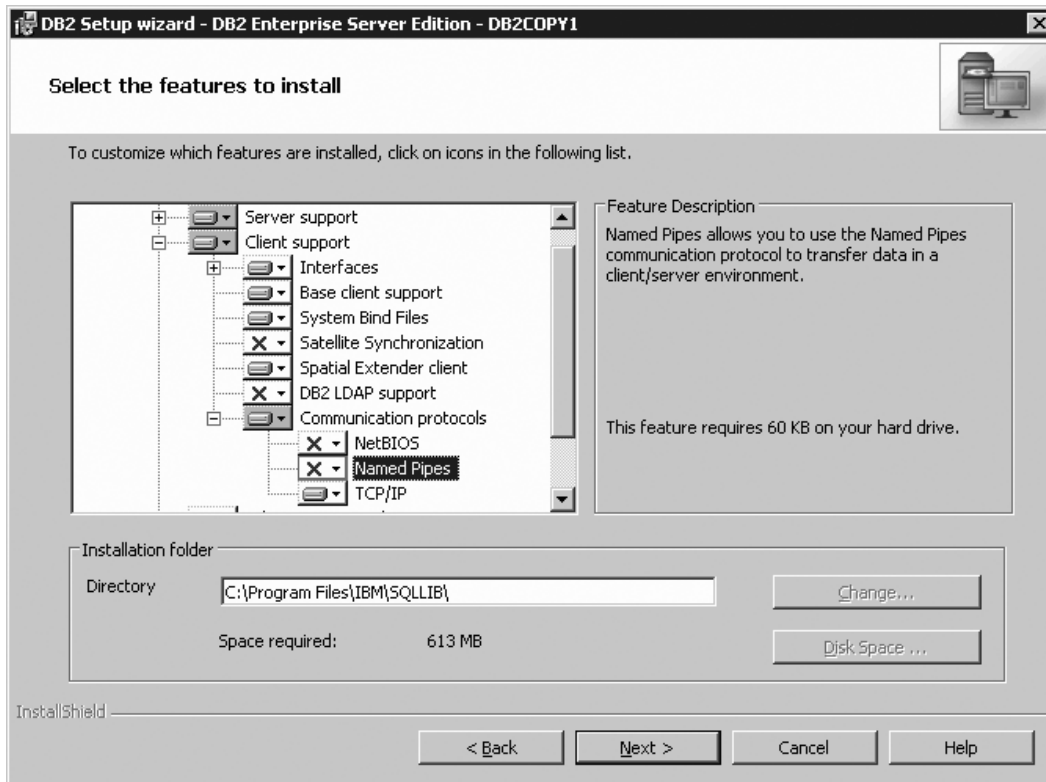 DB2 Setup wizard - DB2 Enterprise Server Edition - DB2COPY1
Select the features to install
To customize which features are installed, click on icons in the following list.
Server support
Client support
Interfaces
Base client support
System Bind Files
Satellite Synchronization
Spatial Extender client
DB2 LDAP support
Communication protocols
NetBIOS
Named Pipes
TCP/IP
Feature Description
Named Pipes allows you to use the Named Pipes
communication protocol to transfer data in a
client/server environment.
This feature requires 60 KB on your hard drive.
Installation folder
Directory
C:\Program Files\IBM\SQLLIB\
Change...
Space required: 613 MB
Disk Space ...
InstallShield
< Back
Next >
Cancel
Help